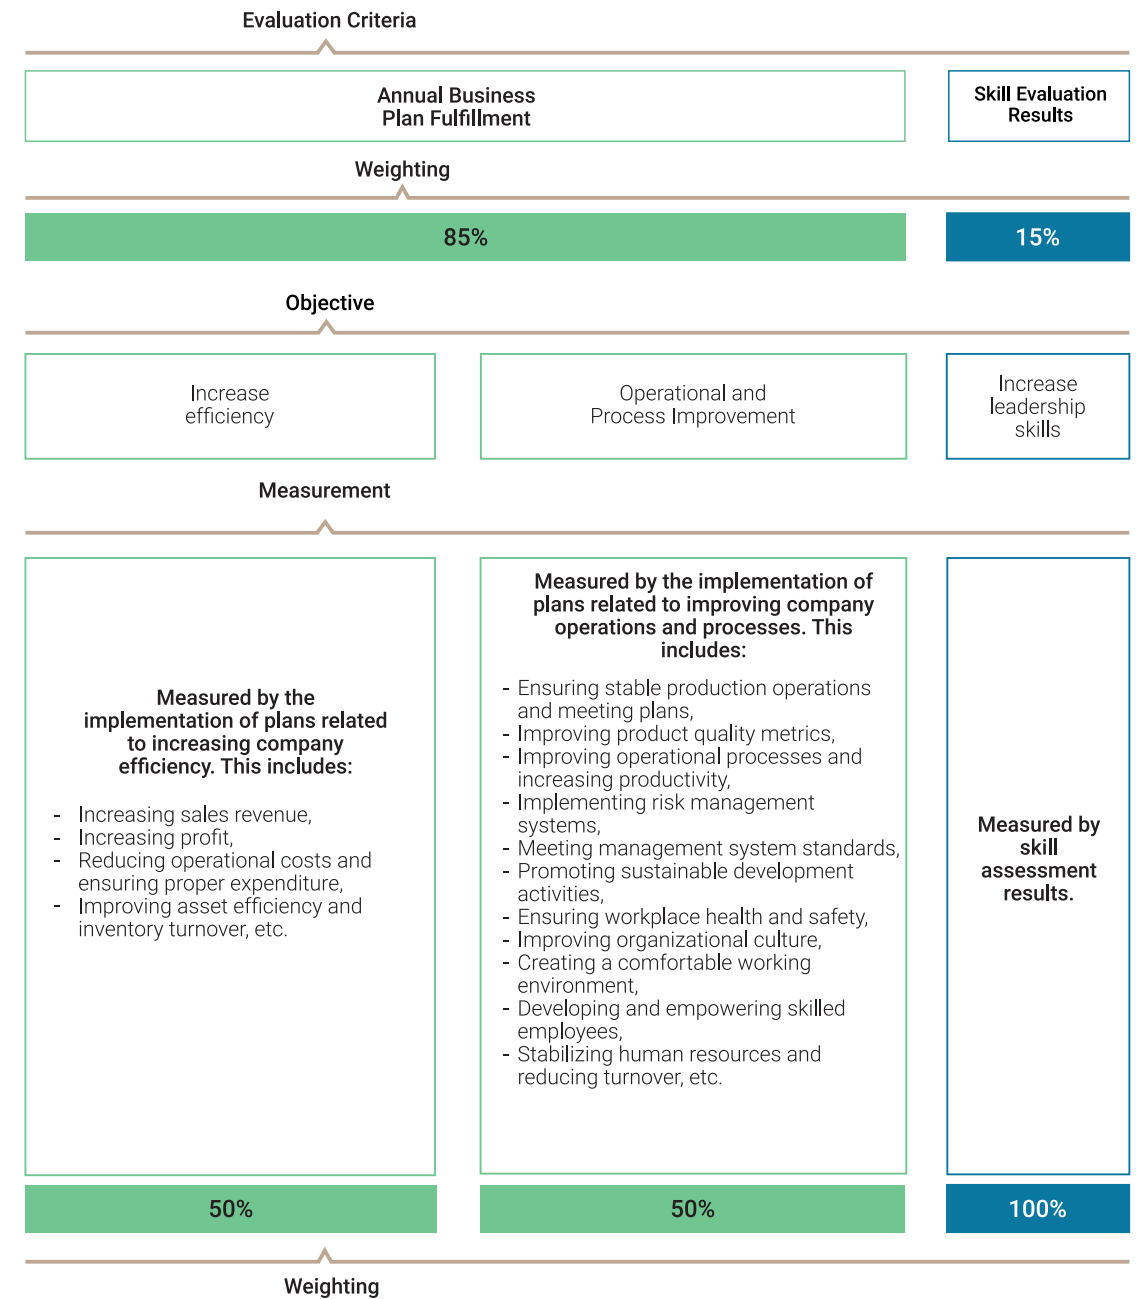 Evaluation Criteria
Annual Business
Plan Fulfillment
Skill Evaluation
Results
Weighting
85%
15%
Objective
Increase
efficiency
Operational and
Process Improvement
Increase
leadership
skills
Measurement
Measured by the
implementation of plans related
to increasing company
efficiency. This includes:
- Increasing sales revenue,
- Increasing profit,
- Reducing operational costs and
ensuring proper expenditure,
- Improving asset efficiency and
inventory turnover, etc.
Measured by the implementation of
plans related to improving company
operations and processes. This
includes:
- Ensuring stable production operations
and meeting plans,
- Improving product quality metrics,
- Improving operational processes and
increasing productivity,
- Implementing risk management
systems,
- Meeting management system standards,
- Promoting sustainable development
activities,
- Ensuring workplace health and safety,
- Improving organizational culture,
- Creating a comfortable working
environment,
- Developing and empowering skilled
employees,
- Stabilizing human resources and
reducing turnover, etc.
Measured by
skill
assessment
results.
50%
50%
100%
Weighting